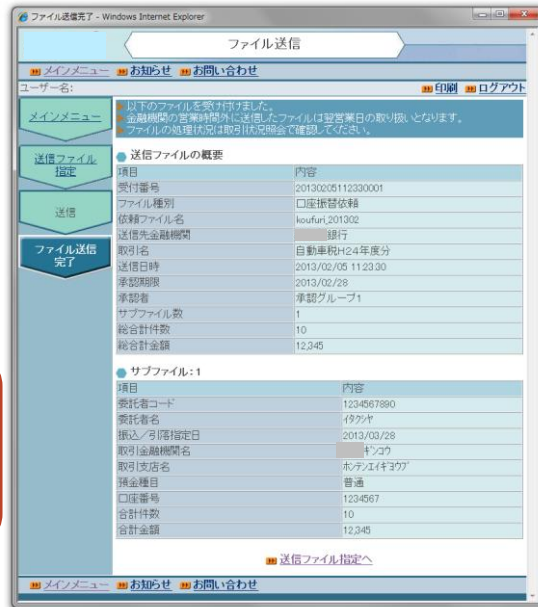 ファイル送信完了 - Windows Internet Explorer
ファイル送信
メインメニュー お知らせ お問い合わせ
ユーザー名: 印刷 ログアウト
メインメニュー
送信ファイル
指定
送信
ファイル送信
完了
以下のファイルを受け付けました。
金融機関の営業時間外に送信したファイルは翌営業日の取り扱いとなります。
ファイルの処理状況は取引状況照会で確認してください。
送信ファイルの概要
項目 内容
受付番号 20130205112330001
ファイル種別 口座振替依頼
依頼ファイル名 koufuri_201302
送信先金融機関 銀行
取引名 自動車税H24年度分
送信日時 2013/02/05 11:23:30
承認期限 2013/02/28
承認者 承認グループ1
サブファイル数 1
総合計件数 10
総合計金額 12,345
サブファイル:1
項目 内容
委託者コード 1234567890
委託者名 イタクシヤ
振込/引落指定日 2013/03/28
取引金融機関名 ギンコウ
取引支店名 ホンテンエイギヨウブ
預金種目 普通
口座番号 1234567
合計件数 10
合計金額 12,345
送信ファイル指定へ
メインメニュー お知らせ お問い合わせ